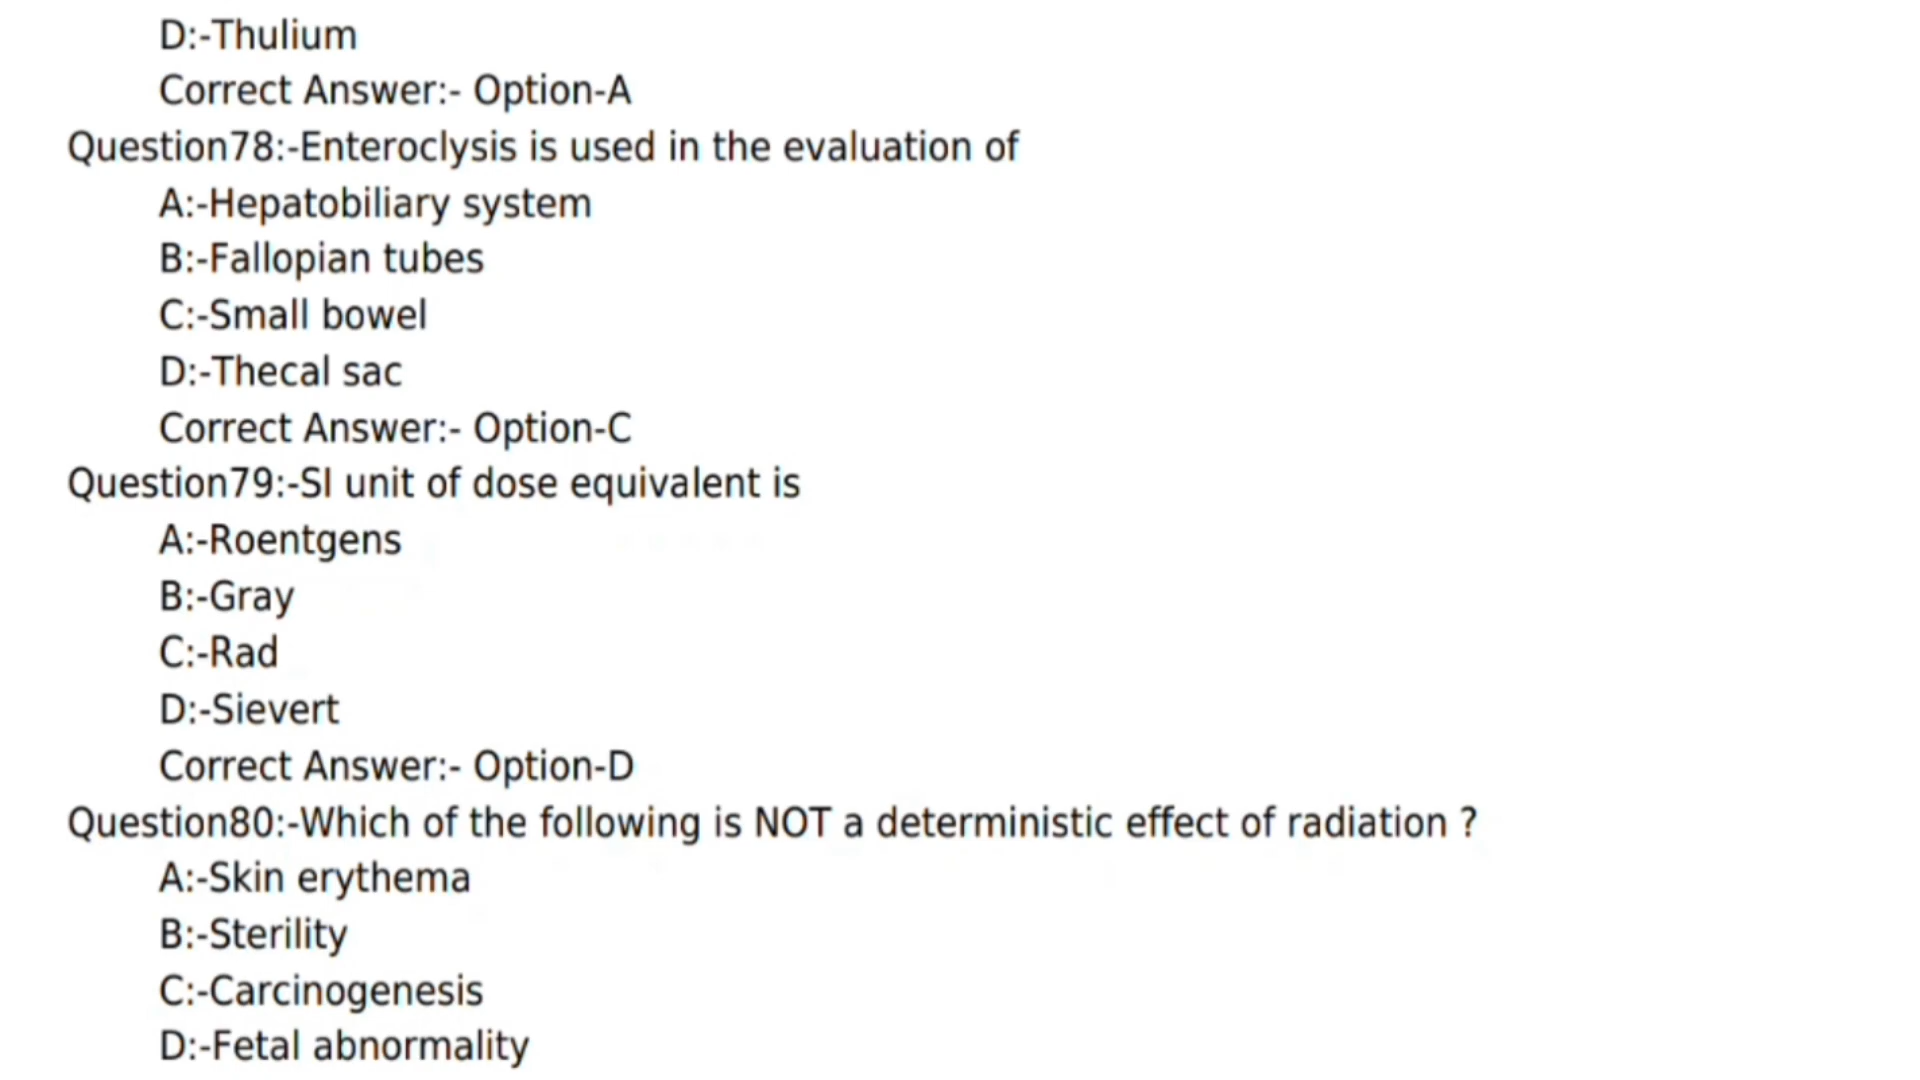 D:-Thulium
Correct Answer:- Option-A
Question78:-Enteroclysis is used in the evaluation of
A:-Hepatobiliary system
B:-Fallopian tubes
C:-Small bowel
D:-Thecal sac
Correct Answer:- Option-C
Question79:-SI unit of dose equivalent is
A:-Roentgens
B:-Gray
C:-Rad
D:-Sievert
Correct Answer:- Option-D
Question80:-Which of the following is NOT a deterministic effect of radiation ?
A:-Skin erythema
B:-Sterility
C:-Carcinogenesis
D:-Fetal abnormality